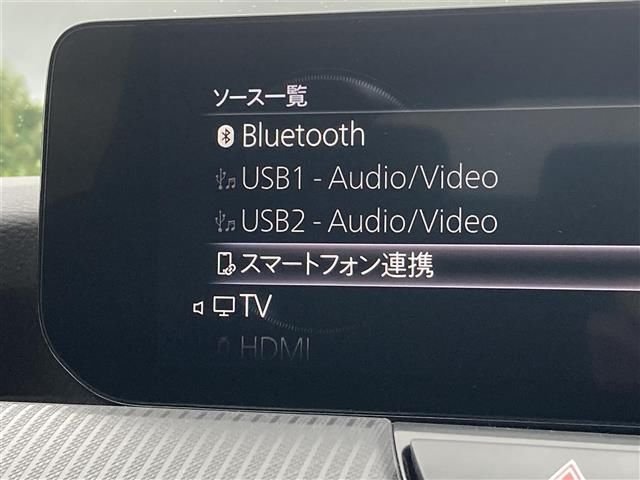 ソース一覧
Bluetooth
USB1 - Audio/Video
USB2 - Audio/Video
スマートフォン連携
TV
HDMI